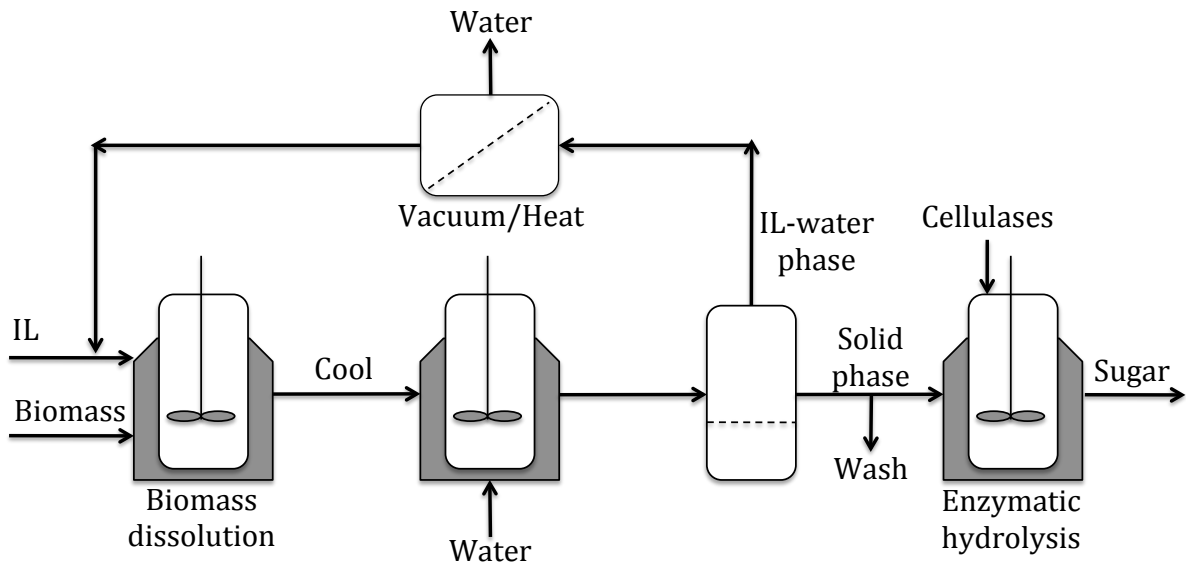 Water
Vacuum/Heat
IL-water
phase
Cellulases
IL
Biomass
Cool
Solid
phase
Sugar
Wash
Biomass
dissolution
Water
Enzymatic
hydrolysis